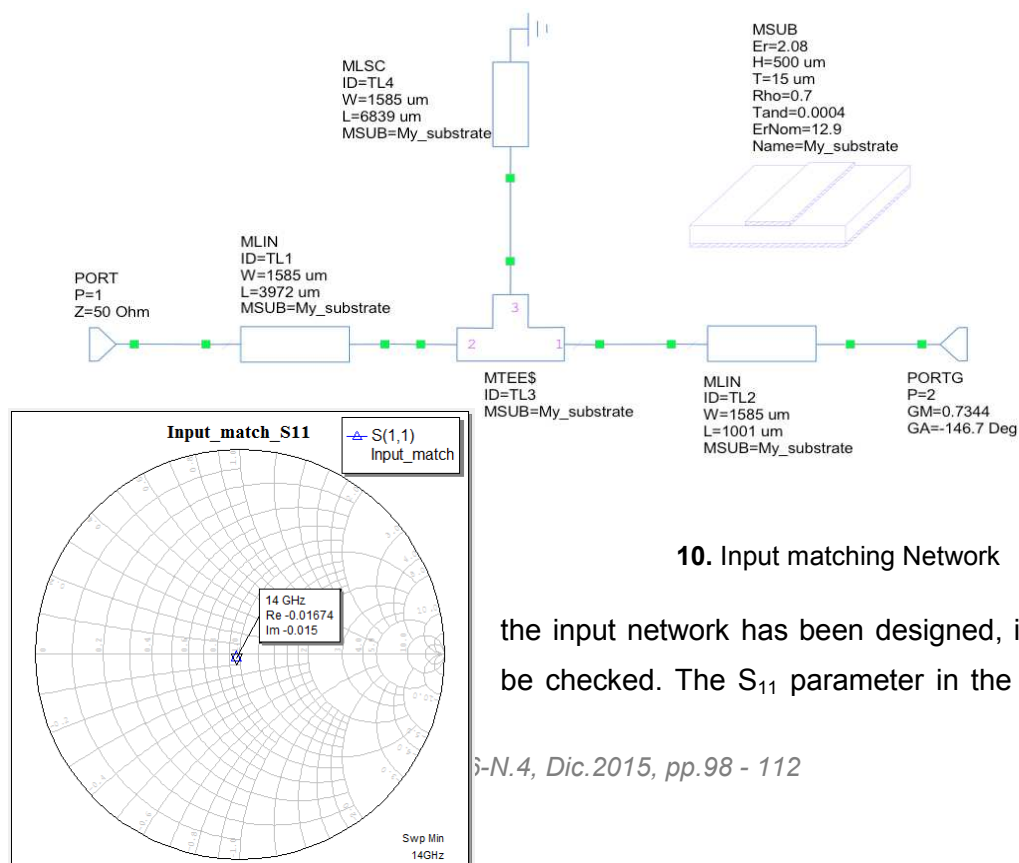 MSUB
Er=2.08
H=500 um
T=15 um
Rho=0.7
Tand=0.0004
ErNom=12.9
Name=My_substrate
MLSC
ID=TL4
W=1585 um
L=6839 um
MSUB=My_substrate
MLIN
ID=TL1
W=1585 um
L=3972 um
MSUB=My_substrate
PORT
P=1
Z=50 Ohm
3
2
1
MTEE$
ID=TL3
MSUB=My_substrate
MLIN
ID=TL2
W=1585 um
L=1001 um
MSUB=My_substrate
PORTG
P=2
GM=0.7344
GA=-146.7 Deg
Input_match_S11
S(1,1)
Input_match
14 GHz
Re -0.01674
Im -0.015
Swp Min
14GHz
10. Input matching Network
the input network has been designed, i
be checked. The S11 parameter in the
-N.4, Dic.2015, pp.98 - 112